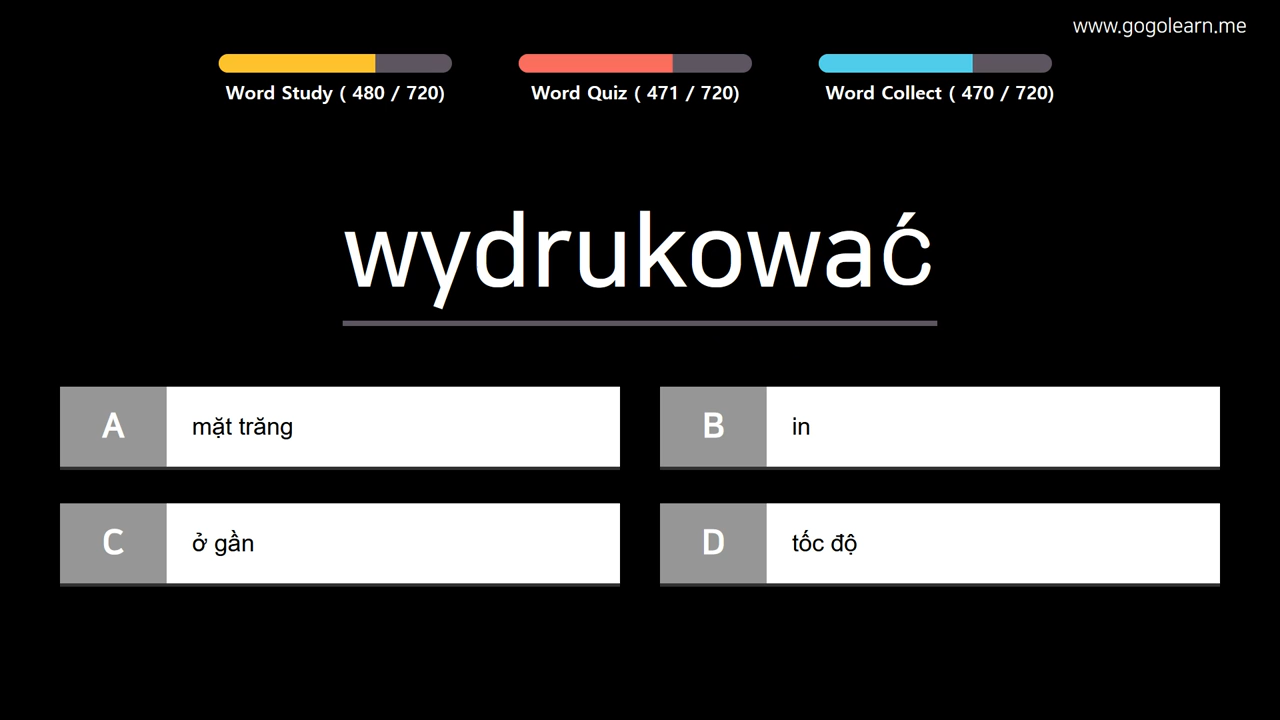 www.gogolearn.me
Word Study ( 480 / 720)
Word Quiz ( 471 / 720)
Word Collect ( 470 / 720)
wydrukować
A mặt trăng
B in
C ở gần
D tốc độ